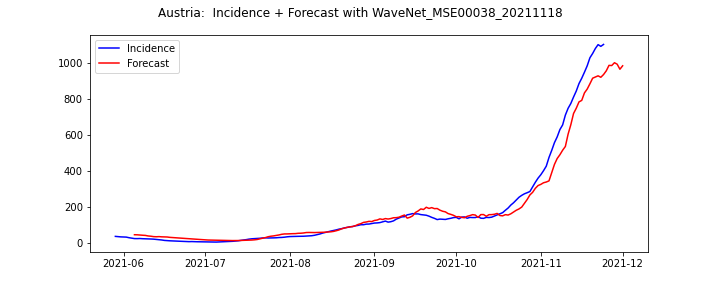 Austria:  Incidence + Forecast with WaveNet_MSE00038_20211118
Incidence
Forecast
1000
800
600
400
200
0
2021-06 2021-07 2021-08 2021-09 2021-10 2021-11 2021-12